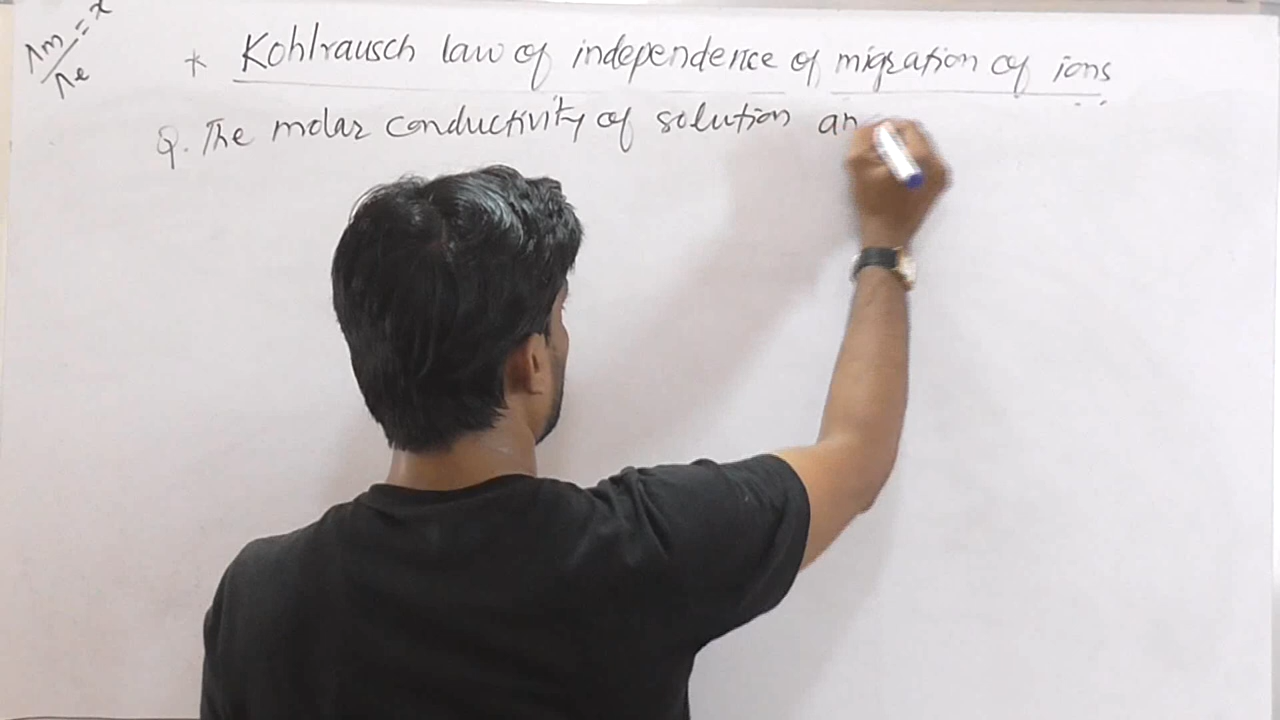 Λm/Λe = x
* Kohlrausch law of independence of migration of ions
Q. The molar conductivity of solution an